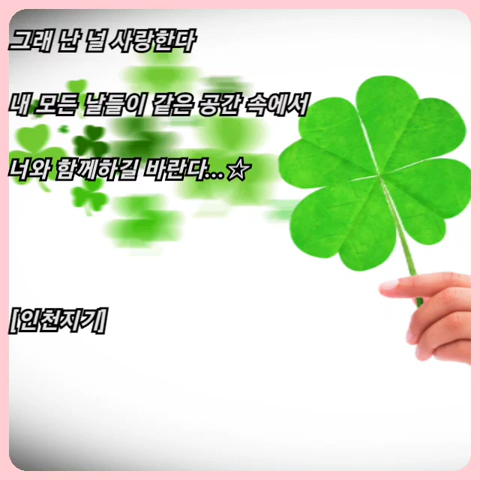 그래 난 널 사랑한다
내 모든 날들이 같은 공간 속에서
너와 함께하길 바란다...☆
[인천지기]